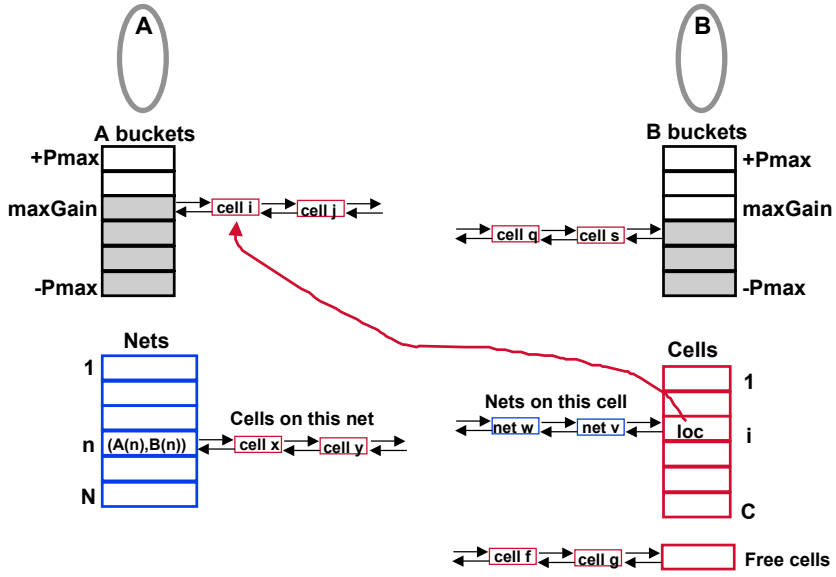 A
B
A buckets
B buckets
+Pmax
+Pmax
maxGain
cell i
cell j
maxGain
cell q
cell s
-Pmax
-Pmax
Nets
Cells
1
1
Cells on this net
Nets on this cell
n
(A(n),B(n))
cell x
cell y
net w
net v
loc
i
N
C
cell f
cell g
Free cells